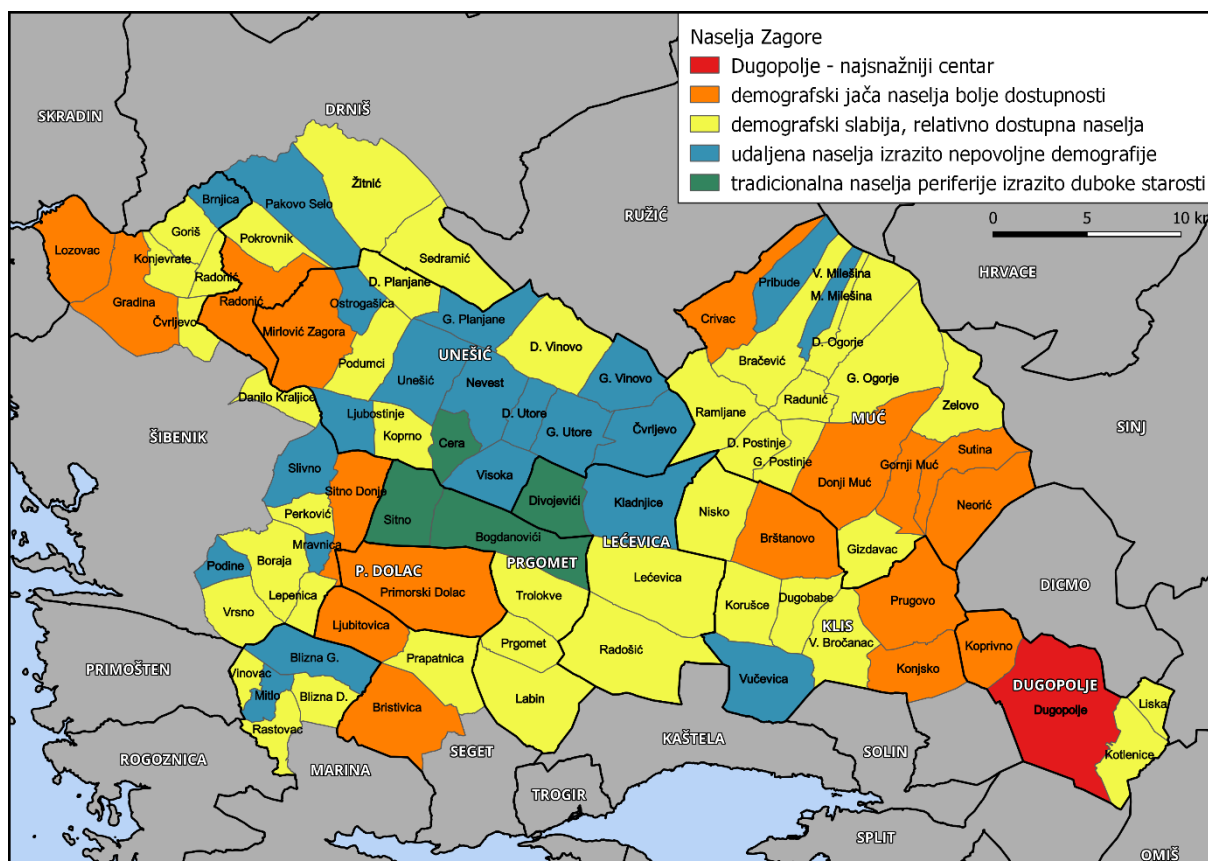 Naselja Zagore
Dugopolje - najsnažniji centar
demografski jača naselja bolje dostupnosti
demografski slabija, relativno dostupna naselja
udaljena naselja izrazito nepovoljne demografije
tradicionalna naselja periferije izrazito duboke starosti
0 5 10 km
SKRADIN
DRNIŠ
RUŽIĆ
HRVACE
Žitnić
Brnjica
Pakovo Selo
Goriš
Pokrovnik
Lozovac
Konjevrate
Sedramić
Radonić
D. Planjane
Gradina
Radonić
Ostrogašica
Čvrljevo
Mirlović Zagora
G. Planjane
Pribude
V. Milešina
M. Milešina
Crivac
D. Ogorje
Podumci
UNEŠIĆ
D. Vinovo
Bračević
Unešić
Nevest
G. Vinovo
G. Ogorje
Danilo Kraljice
Radunić
Zelovo
Ljubostinje
D. Utore
Ramljane
MUĆ
SINJ
ŠIBENIK
Koprno
Cera
G. Utore
Čvrljevo
D. Postinje
Sutina
G. Postinje
Gornji Muć
Slivno
Visoka
Donji Muć
Sitno Donje
Divojevići
Kladnjice
Neorić
Perković
Sitno
Nisko
Bogdanovići
Brštanovo
LEĆEVICA
Mravnica
Gizdavac
Boraja
PRGOMET
Podine
P. DOLAC
Lećevica
DICMO
Primorski Dolac
Trolokve
Lepenica
Dugobabe
Prugovo
Vrsno
Korušće
Ljubitovica
KLIS
Prgomet
V. Broćanac
Koprivno
Blizna G.
Prapatnica
Radošić
PRIMOŠTEN
Vinovac
Konjsko
Vučevica
DUGOPOLJE
Mitlo
Blizna D.
Labin
Bristivica
Dugopolje
Liska
Rastovac
KAŠTELA
SEGET
SOLIN
Kotlenice
ROGOZNICA
MARINA
TROGIR
SPLIT
OMIŠ